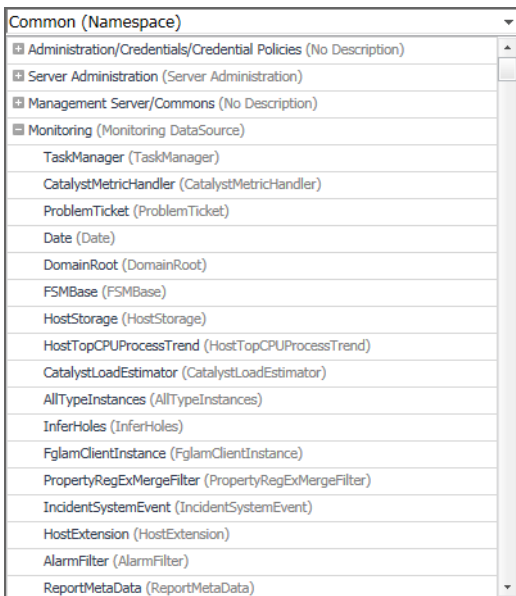 Common (Namespace)
Administration/Credentials/Credential Policies (No Description)
Server Administration (Server Administration)
Management Server/Commons (No Description)
Monitoring (Monitoring DataSource)
TaskManager (TaskManager)
CatalystMetricHandler (CatalystMetricHandler)
ProblemTicket (ProblemTicket)
Date (Date)
DomainRoot (DomainRoot)
FSMBase (FSMBase)
HostStorage (HostStorage)
HostTopCPUProcessTrend (HostTopCPUProcessTrend)
CatalystLoadEstimator (CatalystLoadEstimator)
AllTypeInstances (AllTypeInstances)
InferHoles (InferHoles)
FglamClientInstance (FglamClientInstance)
PropertyRegExMergeFilter (PropertyRegExMergeFilter)
IncidentSystemEvent (IncidentSystemEvent)
HostExtension (HostExtension)
AlarmFilter (AlarmFilter)
ReportMetaData (ReportMetaData)